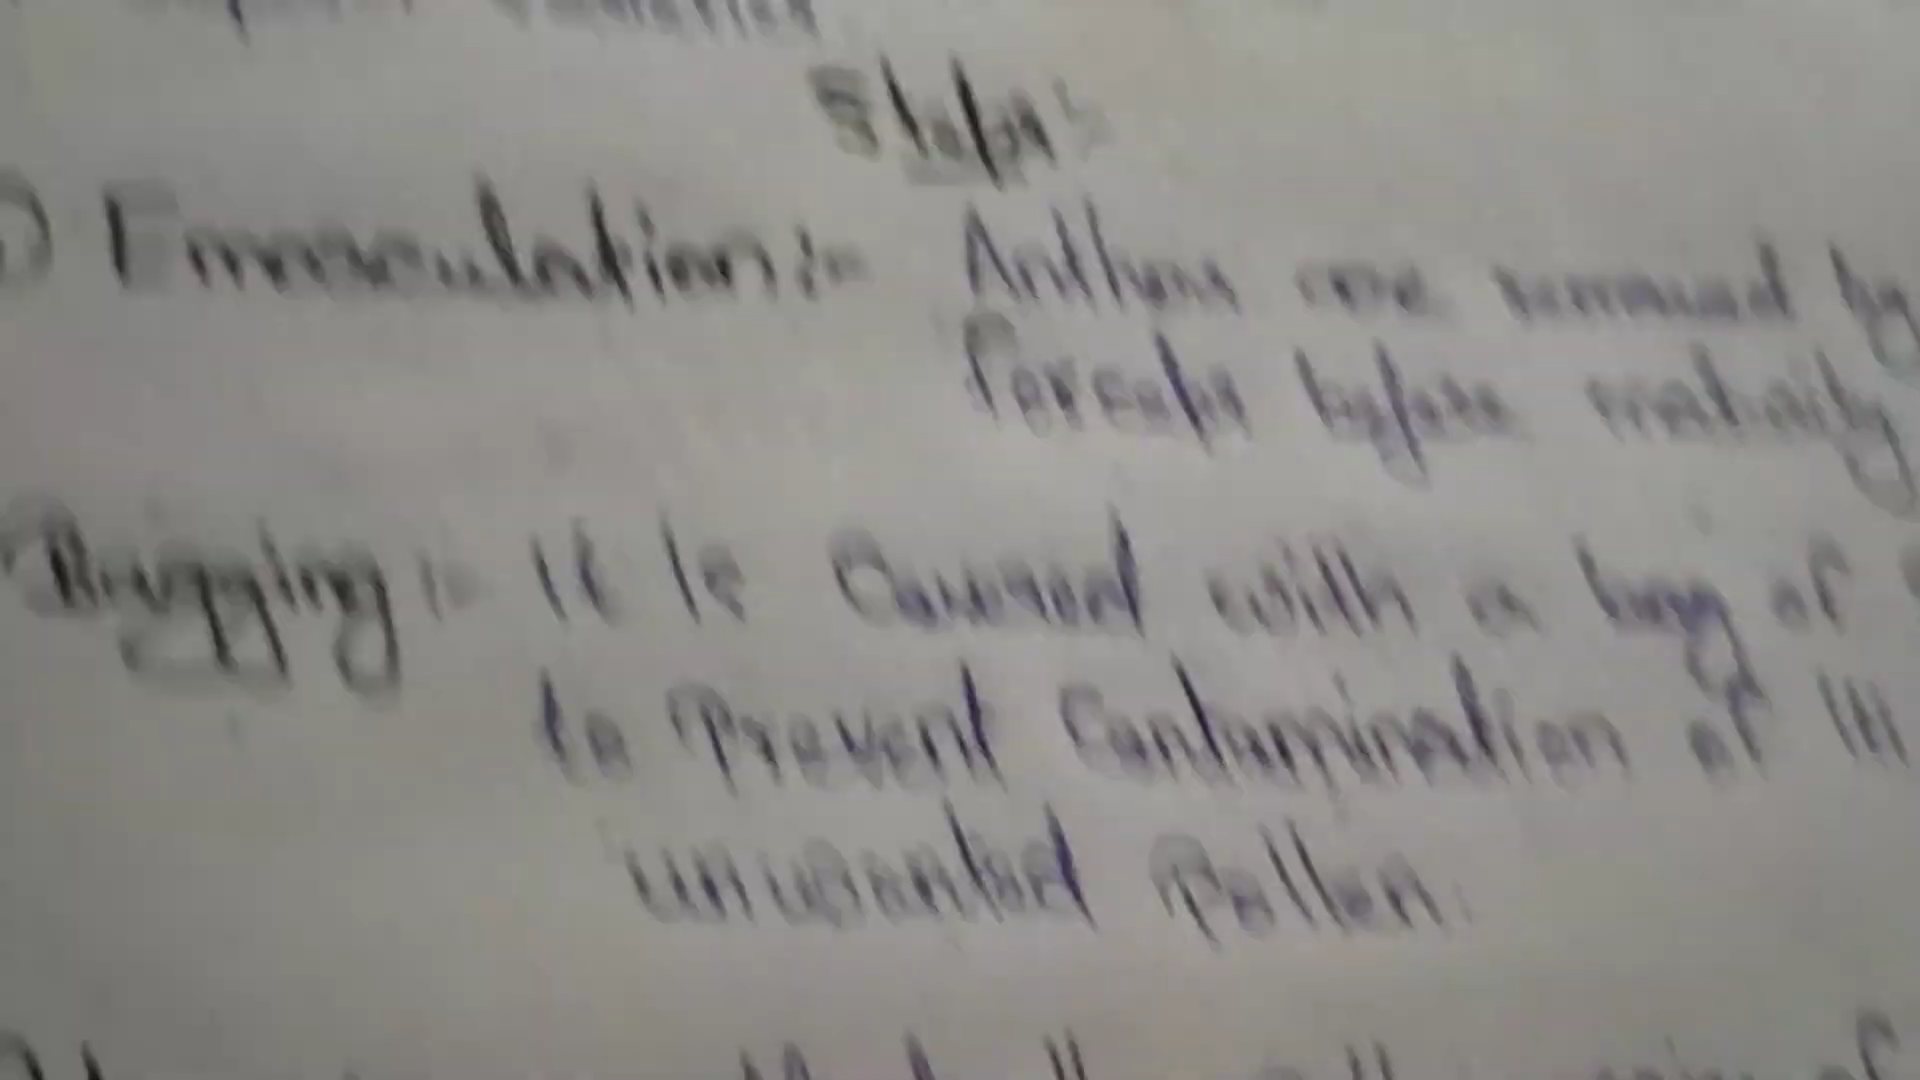 Steps:
1) Emasculation:- Anthers are removed by
Forceps before maturity
Bagging:- It is Covered with a bag of
to Prevent Contamination of
unwanted Pollen.